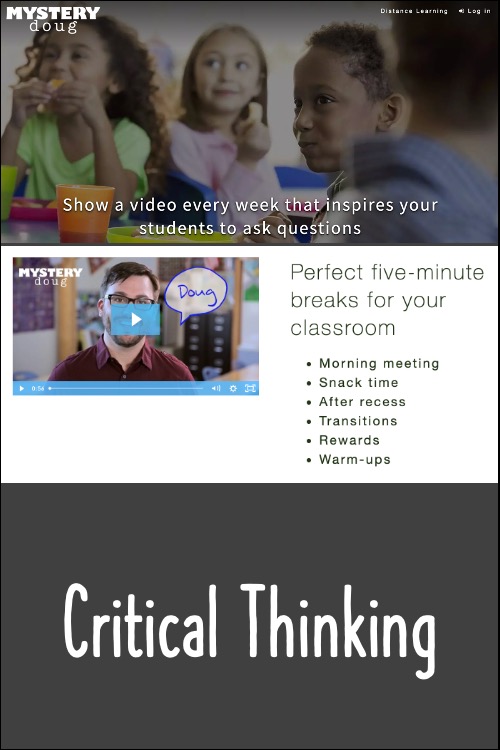 MYSTERY
doug
Distance Learning
Log in
Show a video every week that inspires your
students to ask questions
MYSTERY
doug
Doug
0:54
Perfect five-minute
breaks for your
classroom
Morning meeting
Snack time
After recess
Transitions
Rewards
Warm-ups
Critical Thinking